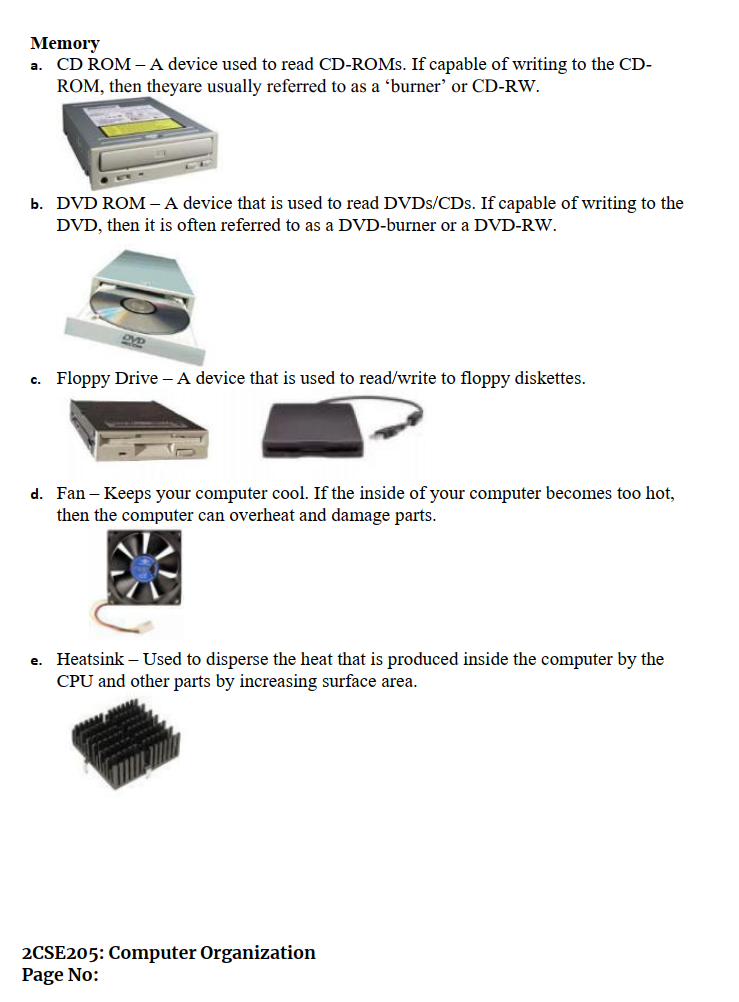 Memory
a. CD ROM – A device used to read CD-ROMs. If capable of writing to the CD-
ROM, then theyare usually referred to as a ‘burner’ or CD-RW.
b. DVD ROM – A device that is used to read DVDs/CDs. If capable of writing to the
DVD, then it is often referred to as a DVD-burner or a DVD-RW.
DVD
c. Floppy Drive – A device that is used to read/write to floppy diskettes.
d. Fan – Keeps your computer cool. If the inside of your computer becomes too hot,
then the computer can overheat and damage parts.
e. Heatsink – Used to disperse the heat that is produced inside the computer by the
CPU and other parts by increasing surface area.
2CSE205: Computer Organization
Page No: